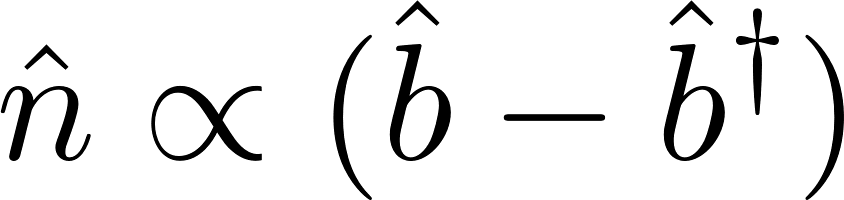 n̂ ∝ (b̂ − b̂†)